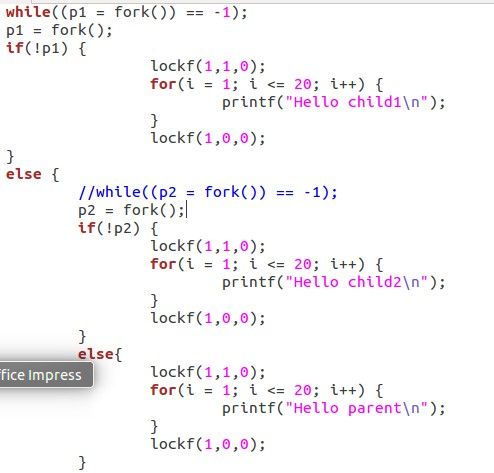 while((p1 = fork()) == -1);
p1 = fork();
if(!p1) {
lockf(1,1,0);
for(i = 1; i <= 20; i++) {
printf("Hello child1\n");
}
lockf(1,0,0);
}
else {
//while((p2 = fork()) == -1);
p2 = fork();
if(!p2) {
lockf(1,1,0);
for(i = 1; i <= 20; i++) {
printf("Hello child2\n");
}
lockf(1,0,0);
}
else{
ffice Impress
lockf(1,1,0);
for(i = 1; i <= 20; i++) {
printf("Hello parent\n");
}
lockf(1,0,0);
}